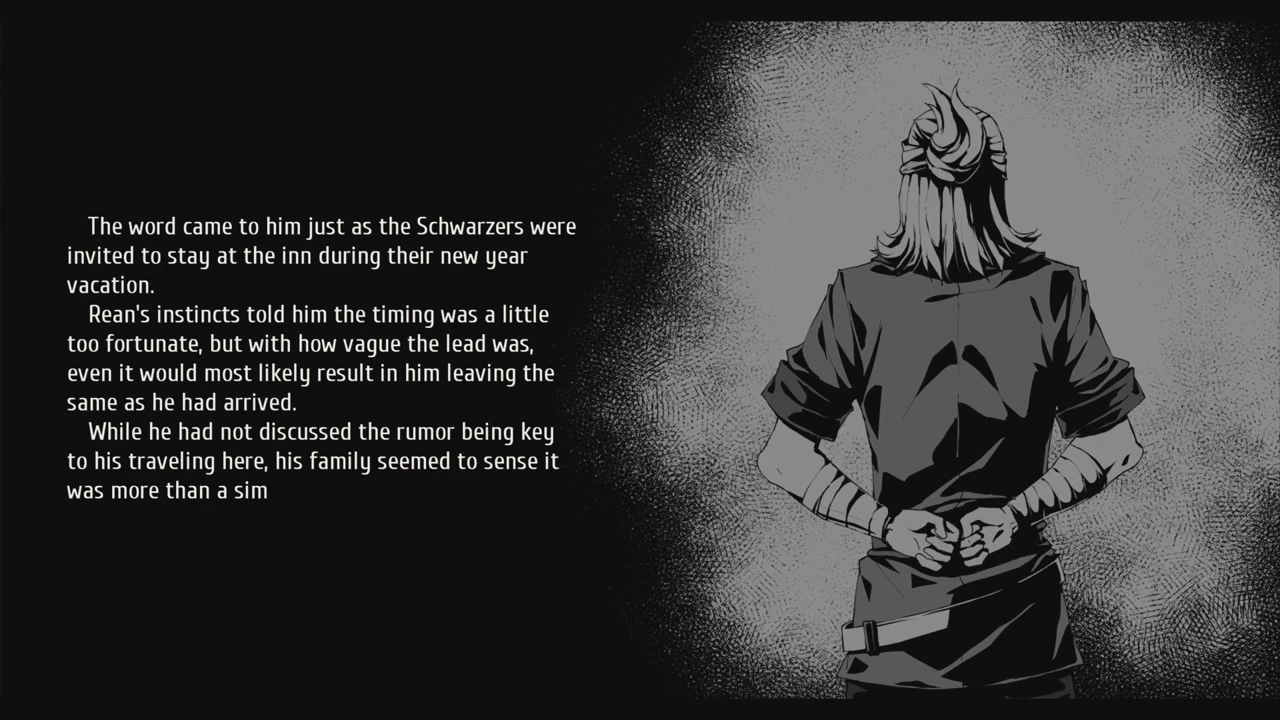 The word came to him just as the Schwarzers were
invited to stay at the inn during their new year
vacation.
Rean's instincts told him the timing was a little
too fortunate, but with how vague the lead was,
even it would most likely result in him leaving the
same as he had arrived.
While he had not discussed the rumor being key
to his traveling here, his family seemed to sense it
was more than a sim